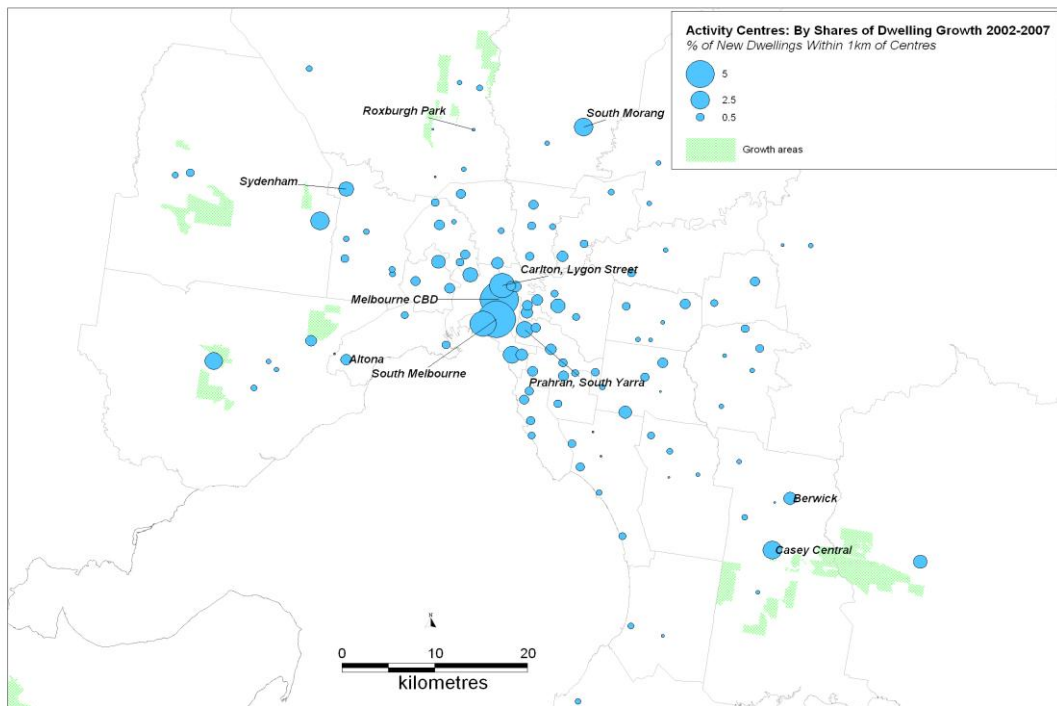 Activity Centres: By Shares of Dwelling Growth 2002-2007
% of New Dwellings Within 1km of Centres
5
2.5
0.5
Growth areas
Roxburgh Park
South Morang
Sydenham
Carlton, Lygon Street
Melbourne CBD
Altona
South Melbourne
Prahran, South Yarra
Berwick
Casey Central
N
0 10 20
kilometres